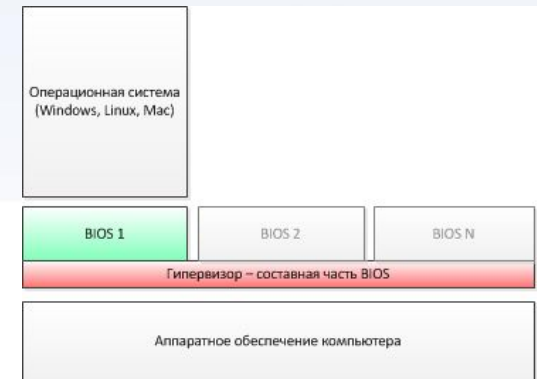 Операционная система
(Windows, Linux, Mac)
BIOS 1
BIOS 2
BIOS N
Гипервизор – составная часть BIOS
Аппаратное обеспечение компьютера